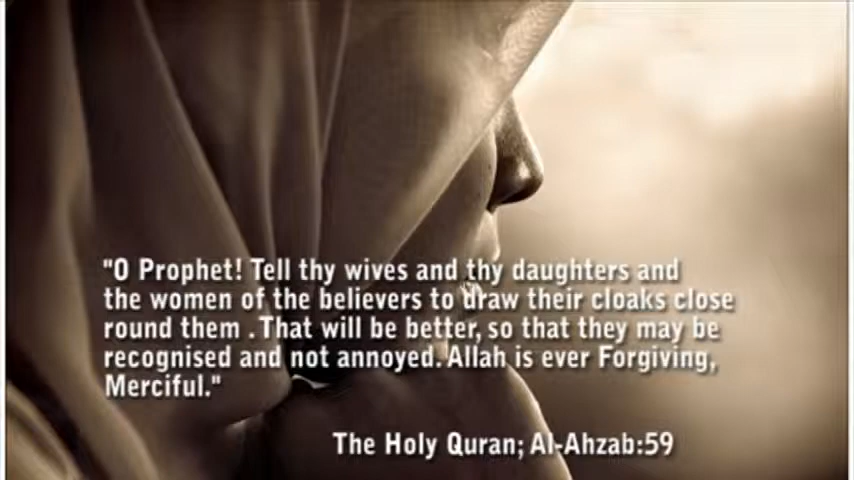 "O Prophet! Tell thy wives and thy daughters and
the women of the believers to draw their cloaks close
round them . That will be better, so that they may be
recognised and not annoyed. Allah is ever Forgiving,
Merciful."
The Holy Quran; Al-Ahzab:59